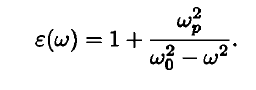 ε(ω) = 1 + ω_p^2 / (ω_0^2 − ω^2).